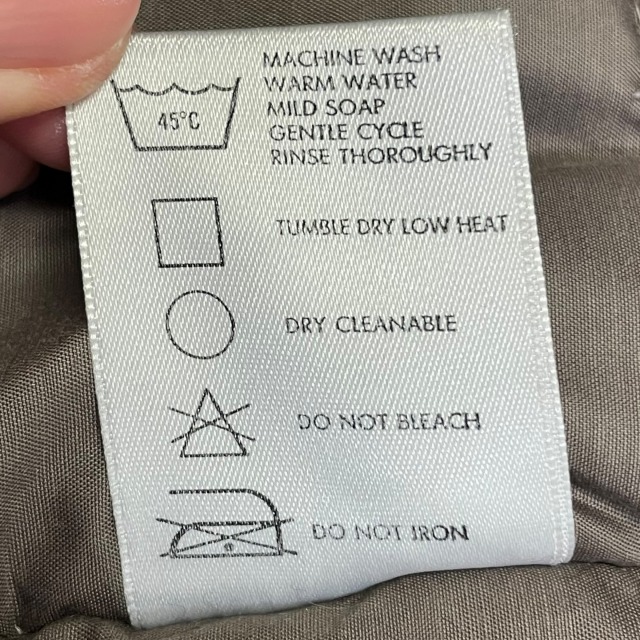 45°C
MACHINE WASH
WARM WATER
MILD SOAP
GENTLE CYCLE
RINSE THOROUGHLY
TUMBLE DRY LOW HEAT
DRY CLEANABLE
DO NOT BLEACH
DO NOT IRON